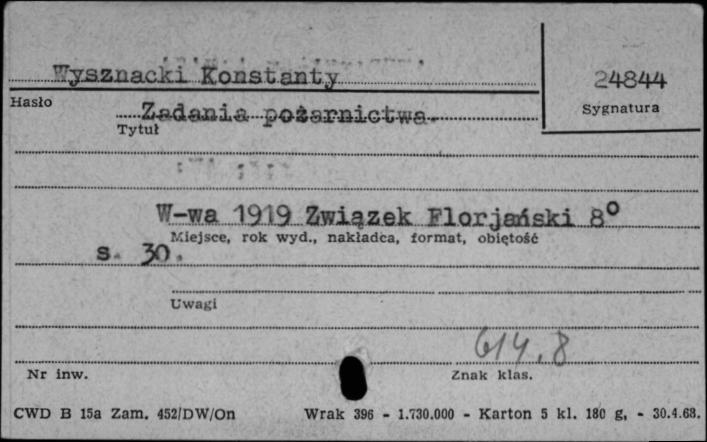 Wysznacki Konstanty
24844
Hasło
Sygnatura
Zadania pożarnictwa.
Tytuł
W-wa 1919 Związek Florjański 8°
Miejsce, rok wyd., nakładca, format, objętość
s. 30.
Uwagi
614.8
Nr inw.
Znak klas.
CWD B 15a Zam. 452/DW/On Wrak 396 - 1.730.000 - Karton 5 kl. 180 g, - 30.4.68.